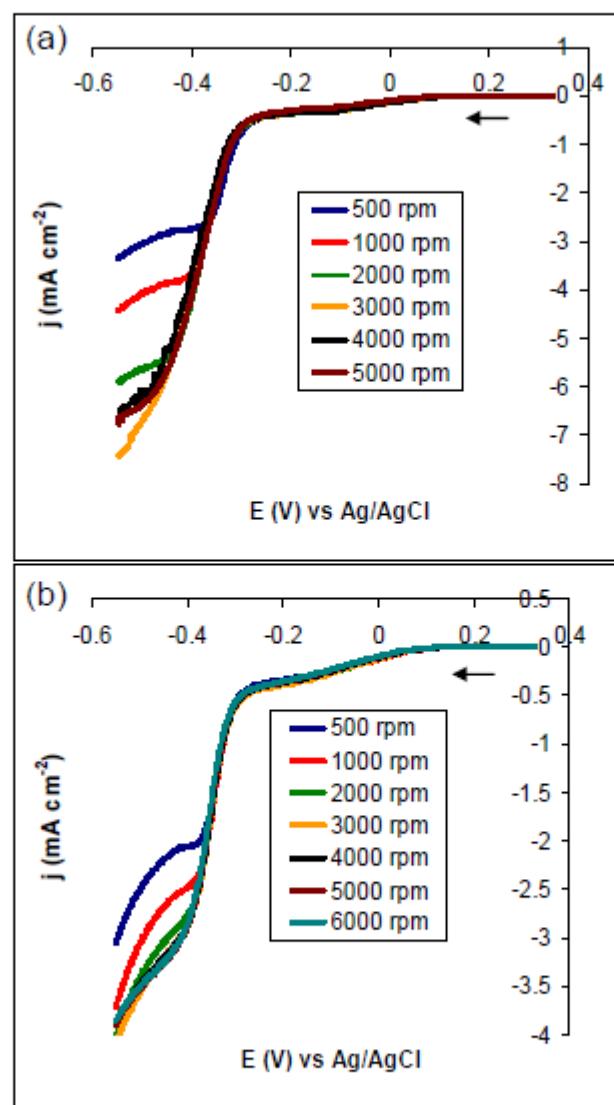 (a)
1
-0.6 -0.4 -0.2 0 0.2 0.4
0
-1
-2
-3
-4
-5
-6
-7
-8
j (mA cm-2)
500 rpm
1000 rpm
2000 rpm
3000 rpm
4000 rpm
5000 rpm
E (V) vs Ag/AgCl
(b)
0.5
-0.6 -0.4 -0.2 0 0.2 0.4
0
-0.5
-1
-1.5
-2
-2.5
-3
-3.5
-4
j (mA cm-2)
500 rpm
1000 rpm
2000 rpm
3000 rpm
4000 rpm
5000 rpm
6000 rpm
E (V) vs Ag/AgCl